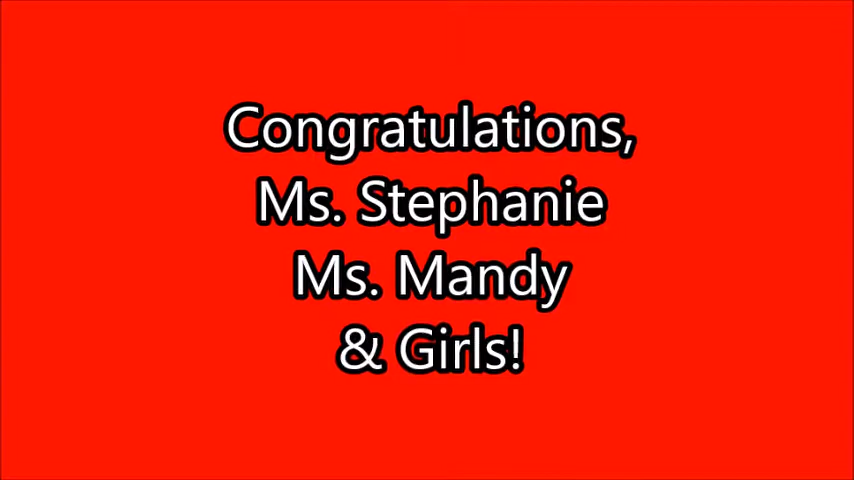 Congratulations,
Ms. Stephanie
Ms. Mandy
& Girls!